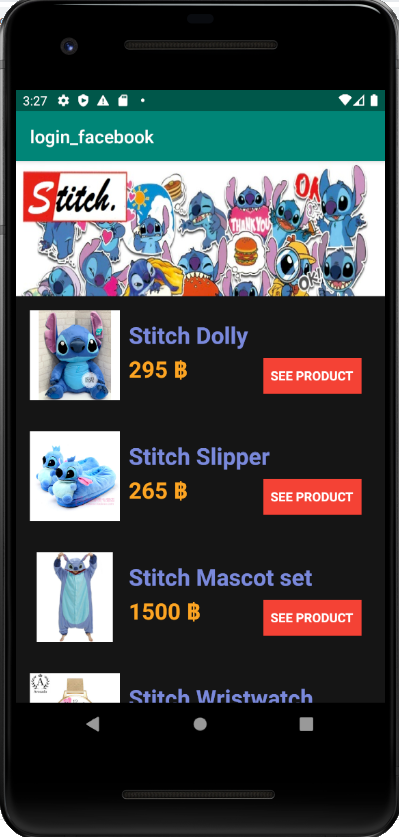 3:27
login_facebook
Stitch.
OK
THANK YOU
OK!
Stitch Dolly
295 ฿
SEE PRODUCT
Stitch Slipper
265 ฿
SEE PRODUCT
Stitch Mascot set
1500 ฿
SEE PRODUCT
Stitch Wristwatch